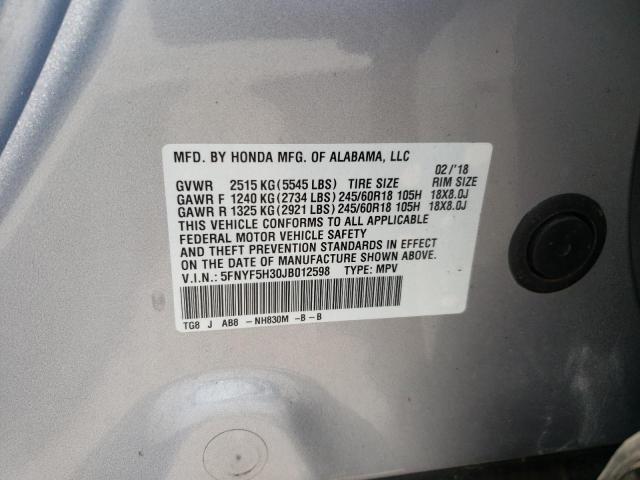 MFD. BY HONDA MFG. OF ALABAMA, LLC
02/'18
GVWR 2515 KG (5545 LBS) TIRE SIZE RIM SIZE
GAWR F 1240 KG (2734 LBS) 245/60R18 105H 18X8.0J
GAWR R 1325 KG (2921 LBS) 245/60R18 105H 18X8.0J
THIS VEHICLE CONFORMS TO ALL APPLICABLE
FEDERAL MOTOR VEHICLE SAFETY
AND THEFT PREVENTION STANDARDS IN EFFECT
ON THE DATE OF MANUFACTURE SHOWN ABOVE.
V.I.N.: 5FNYF5H30JB012598 TYPE: MPV
TG8 J AB8 -NH830M -B-B